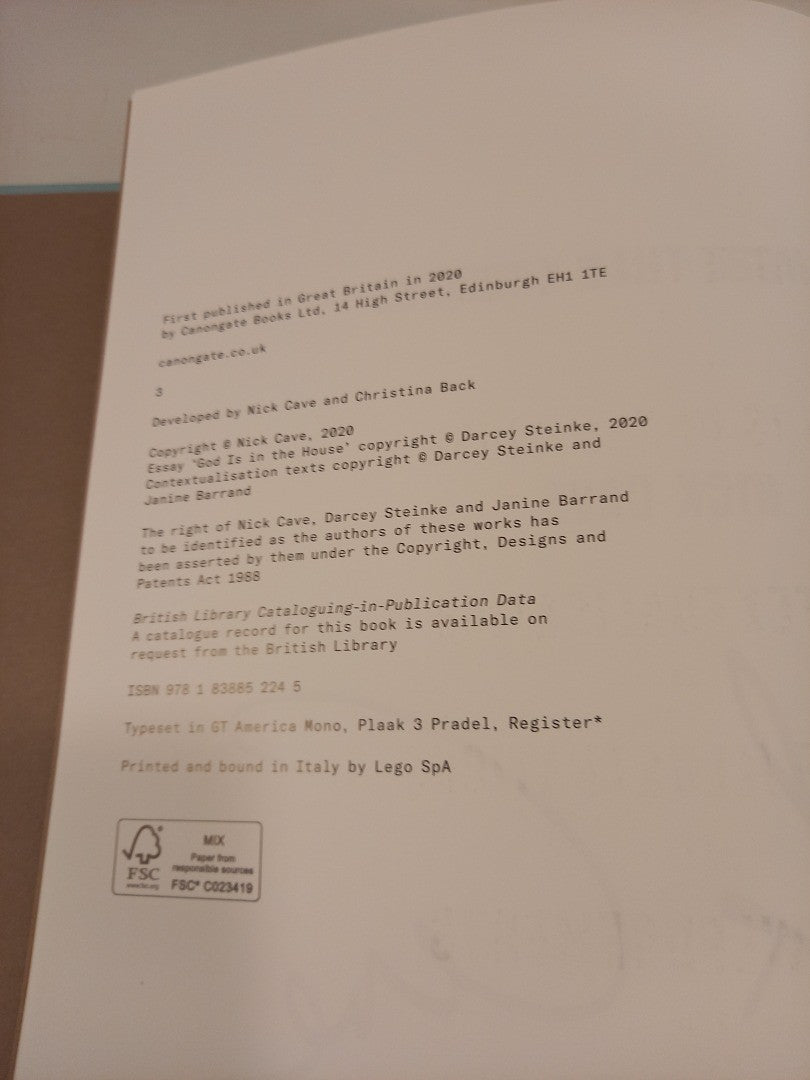 First published in Great Britain in 2020
by Canongate Books Ltd, 14 High Street, Edinburgh EH1 1TE
canongate.co.uk
3
Developed by Nick Cave and Christina Back
Copyright © Nick Cave, 2020
Essay ‘God Is in the House’ copyright © Darcey Steinke, 2020
Contextualisation texts copyright © Darcey Steinke and
Janine Barrand
The right of Nick Cave, Darcey Steinke and Janine Barrand
to be identified as the authors of these works has
been asserted by them under the Copyright, Designs and
Patents Act 1988
British Library Cataloguing-in-Publication Data
A catalogue record for this book is available on
request from the British Library
ISBN 978 1 83885 224 5
Typeset in GT America Mono, Plaak 3 Pradel, Register*
Printed and bound in Italy by Lego SpA
MIX
Paper from
responsible sources
FSC® C023419
FSC
www.fsc.org